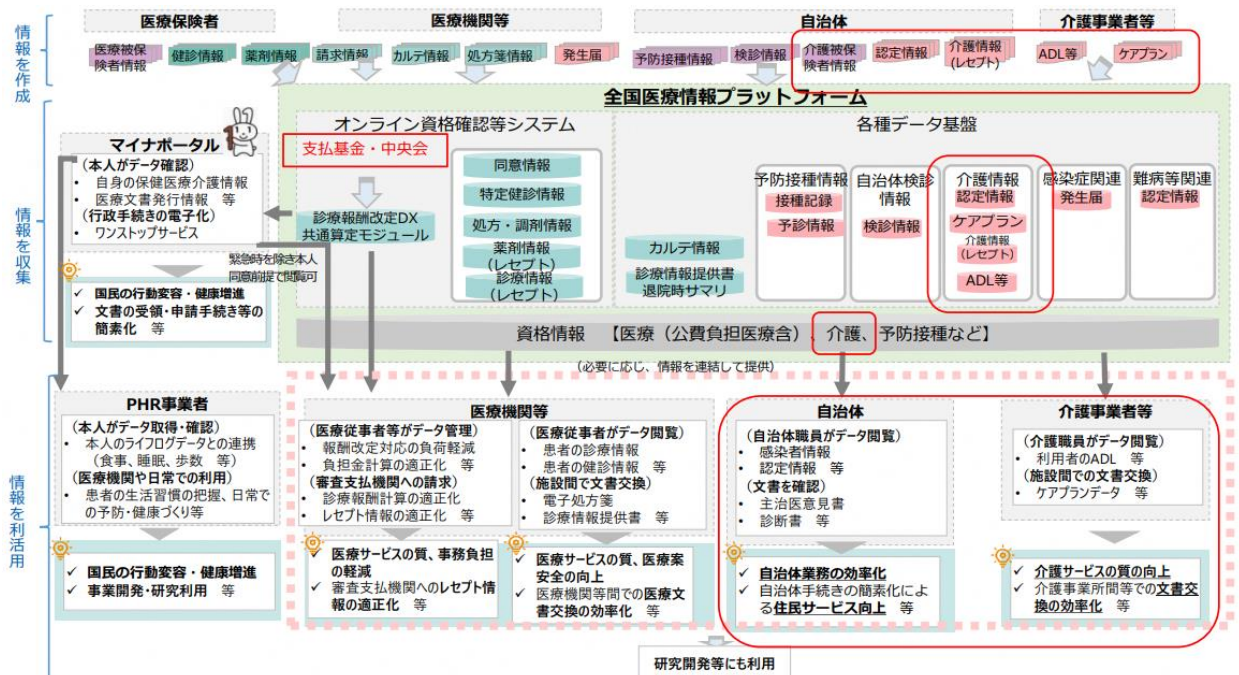 情報を作成
医療保険者
医療機関等
自治体
介護事業者等
医療被保
険者情報
健診情報
薬剤情報
請求情報
カルテ情報
処方箋情報
発生届
予防接種情報
検診情報
介護被保
険者情報
認定情報
介護情報
(レセプト)
ADL等
ケアプラン
情報を収集
全国医療情報プラットフォーム
マイナポータル
(本人がデータ確認)
• 自身の保健医療介護情報
• 医療文書発行情報 等
(行政手続きの電子化)
• ワンストップサービス
緊急時を除き本人
同意前提で閲覧可
✓ 国民の行動変容・健康増進
✓ 文書の受領・申請手続き等の
簡素化 等
オンライン資格確認等システム
支払基金・中央会
診療報酬改定DX
共通算定モジュール
同意情報
特定健診情報
処方・調剤情報
薬剤情報
(レセプト)
診療情報
(レセプト)
各種データ基盤
カルテ情報
診療情報提供書
退院時サマリ
予防接種情報
接種記録
予診情報
自治体検診
情報
検診情報
介護情報
認定情報
ケアプラン
介護情報
(レセプト)
ADL等
感染症関連
発生届
難病等関連
認定情報
資格情報 【医療（公費負担医療含）、介護、予防接種など】
(必要に応じ、情報を連結して提供)
情報を利活用
PHR事業者
(本人がデータ取得・確認)
• 本人のライフログデータとの連携
(食事、睡眠、歩数 等)
(医療機関や日常での利用)
• 患者の生活習慣の把握、日常で
の予防・健康づくり等
✓ 国民の行動変容・健康増進
✓ 事業開発・研究利用 等
医療機関等
(医療従事者等がデータ管理)
• 報酬改定対応の負荷軽減
• 負担金計算の適正化 等
(審査支払機関への請求)
• 診療報酬計算の適正化
• レセプト情報の適正化 等
(医療従事者がデータ閲覧)
• 患者の診療情報
• 患者の健診情報 等
(施設間で文書交換)
• 電子処方箋
• 診療情報提供書 等
✓ 医療サービスの質、事務負担
の軽減
✓ 審査支払機関へのレセプト情
報の適正化 等
✓ 医療サービスの質、医療案
安全の向上
✓ 医療機関等間での医療文
書交換の効率化 等
自治体
(自治体職員がデータ閲覧)
• 感染者情報
• 認定情報 等
(文書を確認)
• 主治医意見書
• 診断書 等
✓ 自治体業務の効率化
✓ 自治体手続きの簡素化によ
る住民サービス向上 等
介護事業者等
(介護職員がデータ閲覧)
• 利用者のADL 等
(施設間での文書交換)
• ケアプランデータ 等
✓ 介護サービスの質の向上
✓ 介護事業所間等での文書交
換の効率化 等
研究開発等にも利用